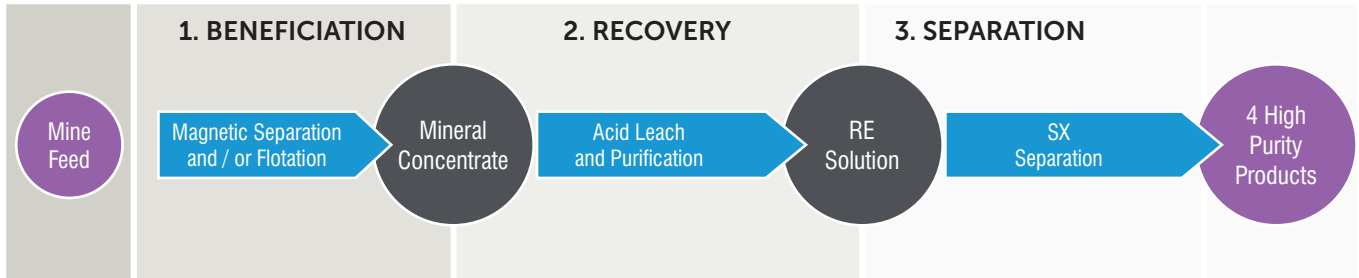 1. BENEFICIATION
2. RECOVERY
3. SEPARATION
Mine
Feed
Magnetic Separation
and / or Flotation
Mineral
Concentrate
Acid Leach
and Purification
RE
Solution
SX
Separation
4 High
Purity
Products